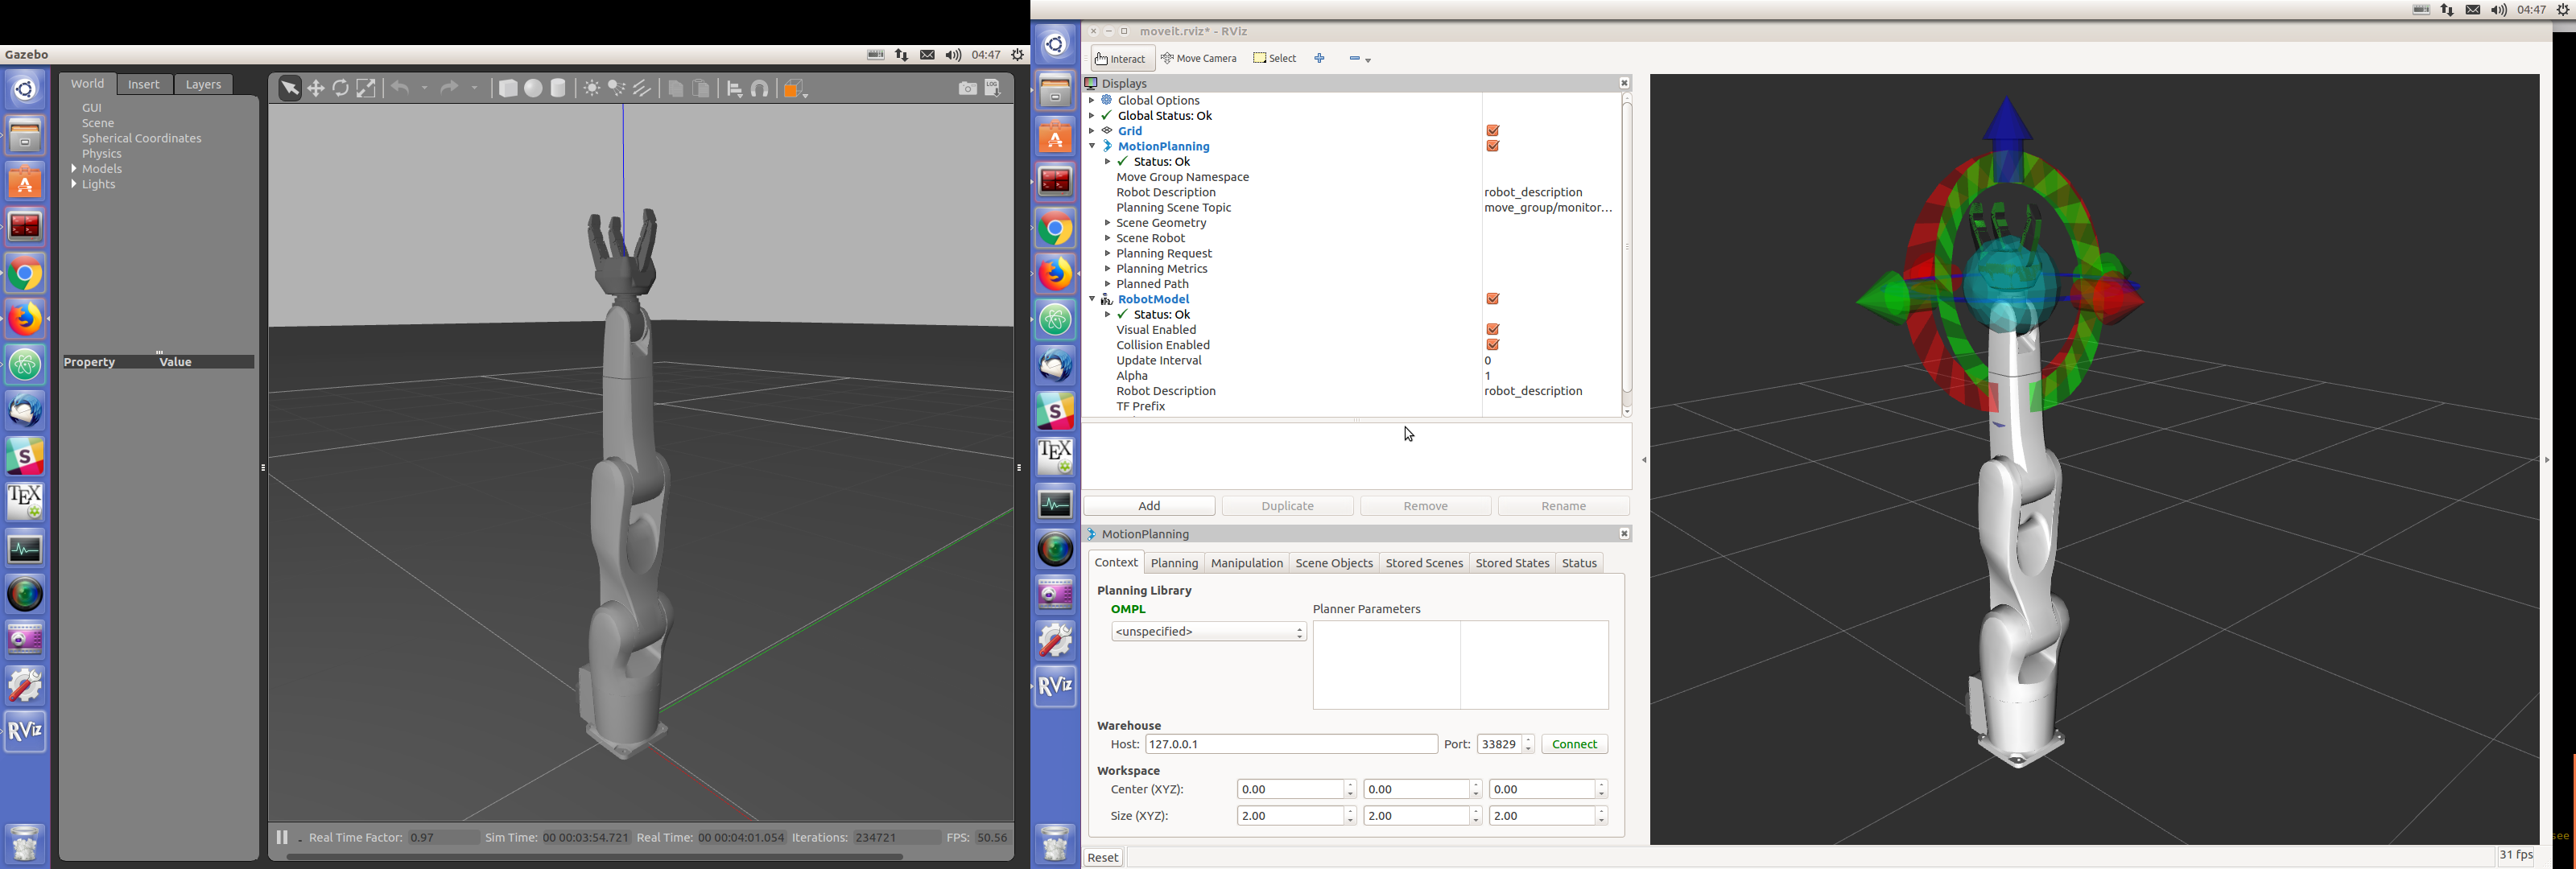 Gazebo
04:47
World
Insert
Layers
GUI
Scene
Spherical Coordinates
Physics
Models
Lights
Property Value
S
TEX
RViz
LOG
Real Time Factor: 0.97 Sim Time: 00 00:03:54.721 Real Time: 00 00:04:01.054 Iterations: 234721 FPS: 50.56
04:47
moveit.rviz* - RViz
Interact
Move Camera
Select
Displays
Global Options
Global Status: Ok
Grid
MotionPlanning
Status: Ok
Move Group Namespace
Robot Description robot_description
Planning Scene Topic move_group/monitor...
Scene Geometry
Scene Robot
Planning Request
Planning Metrics
Planned Path
RobotModel
Status: Ok
Visual Enabled
Collision Enabled
Update Interval 0
Alpha 1
Robot Description robot_description
TF Prefix
S
TEX
RViz
Add Duplicate Remove Rename
MotionPlanning
Context Planning Manipulation Scene Objects Stored Scenes Stored States Status
Planning Library
OMPL Planner Parameters
<unspecified>
Warehouse
Host: 127.0.0.1 Port: 33829 Connect
Workspace
Center (XYZ): 0.00 0.00 0.00
Size (XYZ): 2.00 2.00 2.00
Reset
31 fps
see